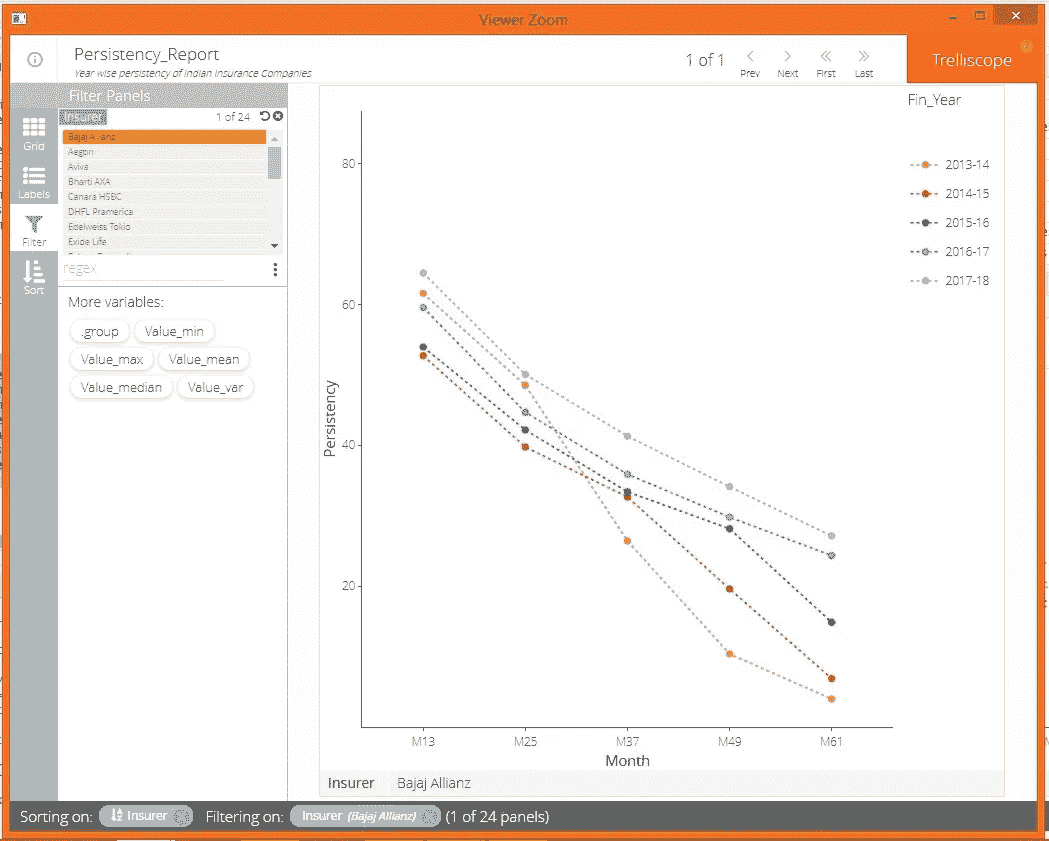 Viewer Zoom
Persistency_Report
Year wise persistency of Indian Insurance Companies
1 of 1
Prev
Next
First
Last
Trelliscope
Filter Panels
Grid
Labels
Filter
Sort
Insurer
1 of 24
Bajaj Allianz
Aegon
Aviva
Bharti AXA
Canara HSBC
DHFL Pramerica
Edelweiss Tokio
Exide Life
regex
More variables:
.group
Value_min
Value_max
Value_mean
Value_median
Value_var
Fin_Year
2013-14
2014-15
2015-16
2016-17
2017-18
Persistency
80
60
40
20
M13
M25
M37
M49
M61
Month
Insurer Bajaj Allianz
Sorting on: Insurer Filtering on: Insurer (Bajaj Allianz) (1 of 24 panels)